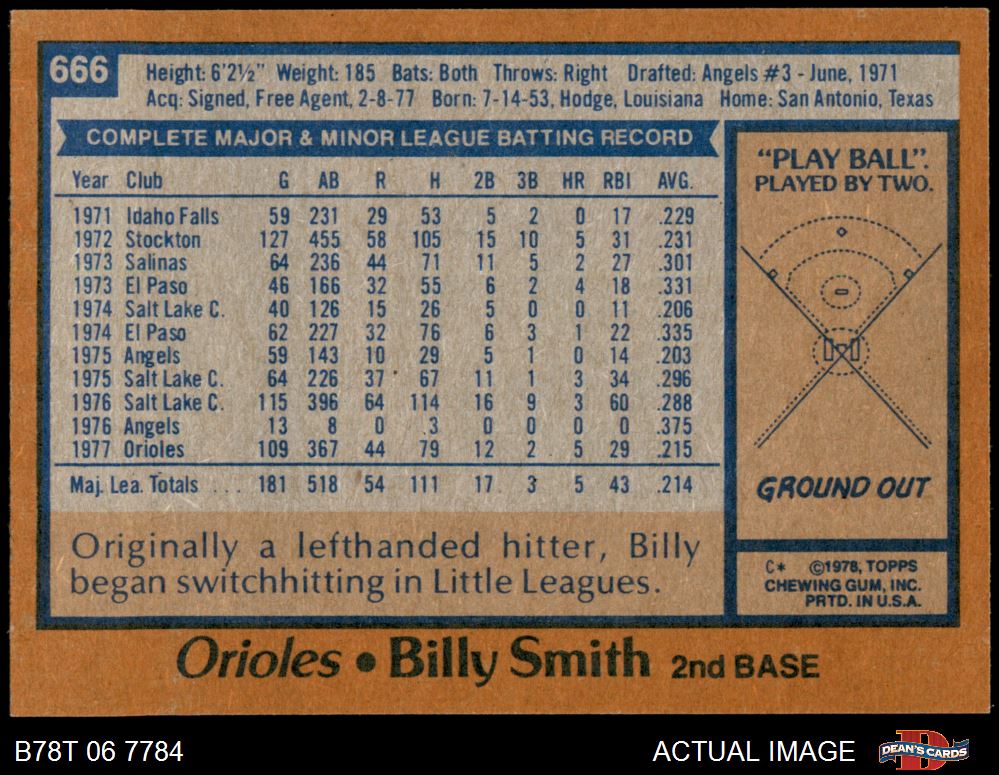 666
Height: 6'2½" Weight: 185 Bats: Both Throws: Right Drafted: Angels #3 - June, 1971
Acq: Signed, Free Agent, 2-8-77 Born: 7-14-53, Hodge, Louisiana Home: San Antonio, Texas
COMPLETE MAJOR & MINOR LEAGUE BATTING RECORD
Year Club G AB R H 2B 3B HR RBI AVG.
1971 Idaho Falls 59 231 29 53 5 2 0 17 .229
1972 Stockton 127 455 58 105 15 10 5 31 .231
1973 Salinas 64 236 44 71 11 5 2 27 .301
1973 El Paso 46 166 32 55 6 2 4 18 .331
1974 Salt Lake C. 40 126 15 26 5 0 0 11 .206
1974 El Paso 62 227 32 76 6 3 1 22 .335
1975 Angels 59 143 10 29 5 1 0 14 .203
1975 Salt Lake C. 64 226 37 67 11 1 3 34 .296
1976 Salt Lake C. 115 396 64 114 16 9 3 60 .288
1976 Angels 13 8 0 3 0 0 0 0 .375
1977 Orioles 109 367 44 79 12 2 5 29 .215
Maj. Lea. Totals ... 181 518 54 111 17 3 5 43 .214
Originally a lefthanded hitter, Billy
began switchhitting in Little Leagues.
"PLAY BALL".
PLAYED BY TWO.
GROUND OUT
C* ©1978, TOPPS
CHEWING GUM, INC.
PRTD. IN U.S.A.
Orioles • Billy Smith 2nd BASE
B78T 06 7784
ACTUAL IMAGE
D
DEAN'S CARDS